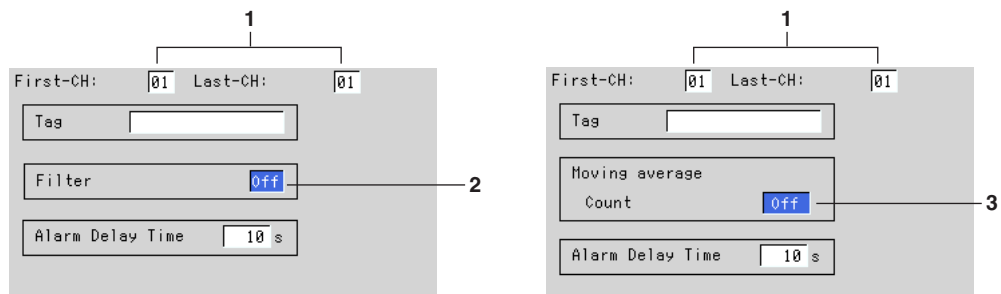 1
First-CH: 01 Last-CH: 01
Tag
Filter Off
2
Alarm Delay Time 10 s
1
First-CH: 01 Last-CH: 01
Tag
Moving average
Count Off
3
Alarm Delay Time 10 s